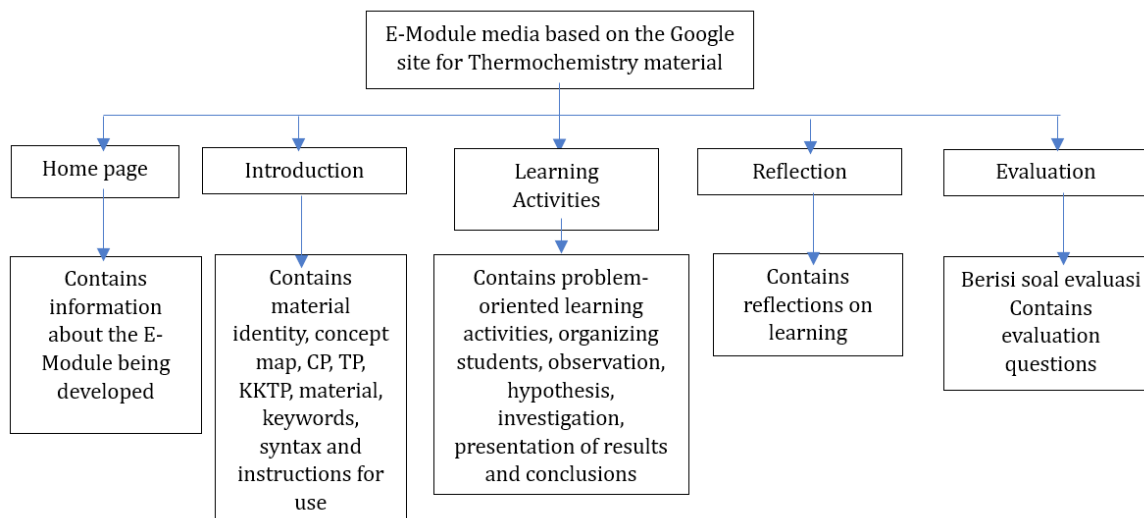 E-Module media based on the Google
site for Thermochemistry material
Home page
Introduction
Learning
Activities
Reflection
Evaluation
Contains
information
about the E-
Module being
developed
Contains
material
identity, concept
map, CP, TP,
KKTP, material,
keywords,
syntax and
instructions for
use
Contains problem-
oriented learning
activities, organizing
students, observation,
hypothesis,
investigation,
presentation of results
and conclusions
Contains
reflections on
learning
Berisi soal evaluasi
Contains
evaluation
questions